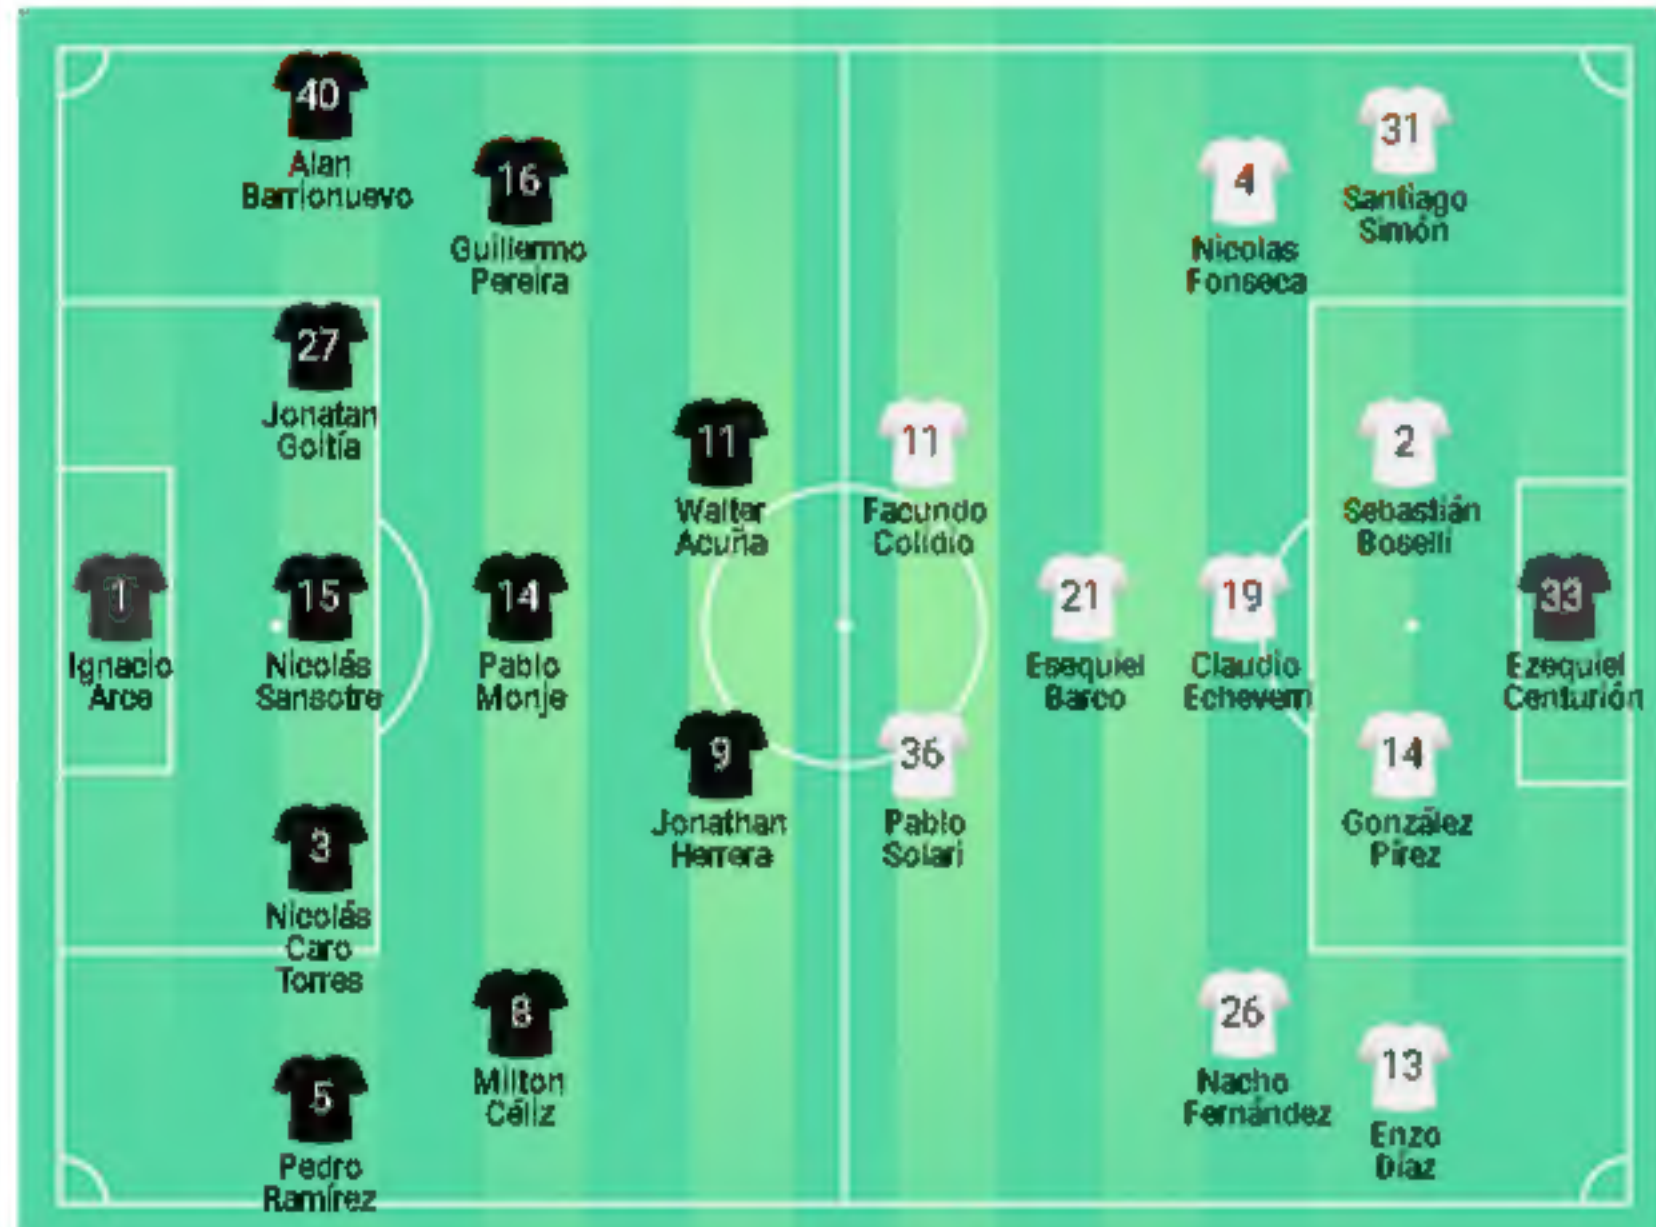 40
Alan
Barrionuevo
16
Guillermo
Pereira
27
Jonatan
Goitía
1
Ignacio
Arce
15
Nicolás
Sansotre
14
Pablo
Monje
3
Nicolás
Caro
Torres
8
Milton
Céliz
5
Pedro
Ramírez
11
Walter
Acuña
9
Jonathan
Herrera
11
Facundo
Colidio
36
Pablo
Solari
21
Esequiel
Barco
4
Nicolas
Fonseca
19
Claudio
Echeverri
26
Nacho
Fernández
31
Santiago
Simón
2
Sebastián
Boselli
14
González
Pírez
13
Enzo
Díaz
33
Ezequiel
Centurión